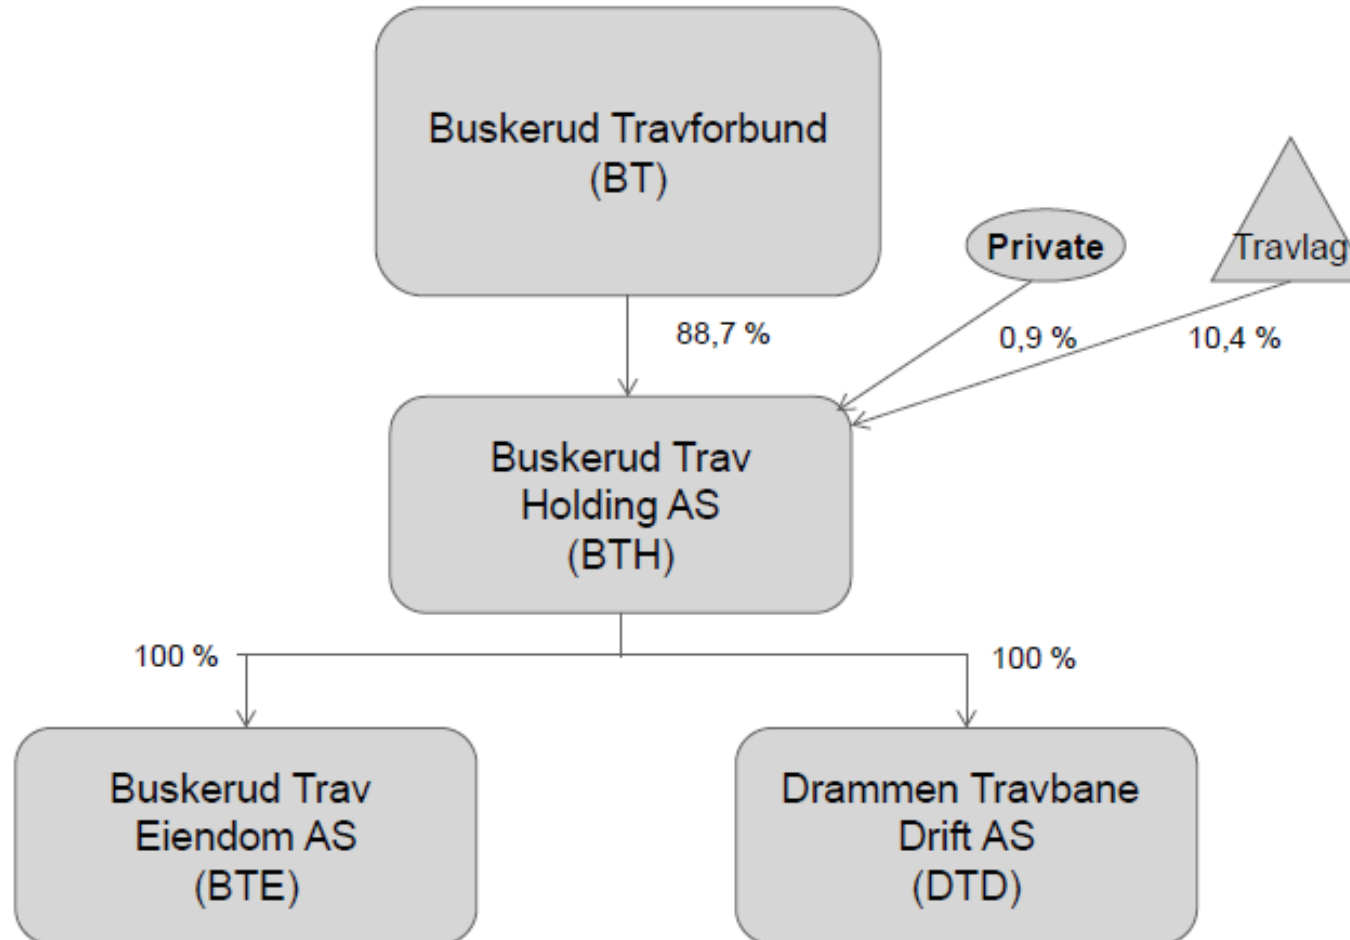 Buskerud Travforbund
(BT)
Private
Travlag
88,7 %
0,9 %
10,4 %
Buskerud Trav
Holding AS
(BTH)
100 %
100 %
Buskerud Trav
Eiendom AS
(BTE)
Drammen Travbane
Drift AS
(DTD)